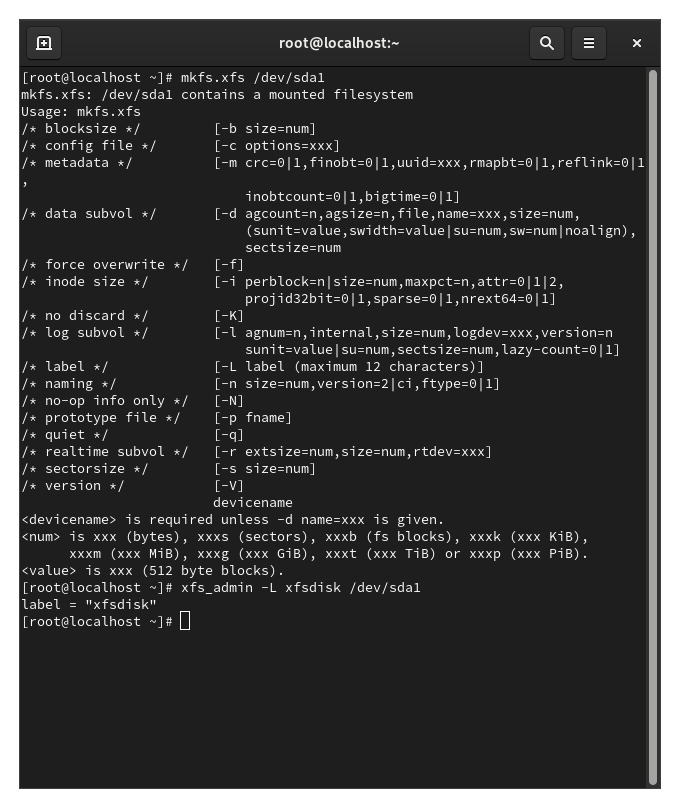 root@localhost:~
[root@localhost ~]# mkfs.xfs /dev/sda1
mkfs.xfs: /dev/sda1 contains a mounted filesystem
Usage: mkfs.xfs
/* blocksize */         [-b size=num]
/* config file */       [-c options=xxx]
/* metadata */          [-m crc=0|1,finobt=0|1,uuid=xxx,rmapbt=0|1,reflink=0|1
,
                            inobtcount=0|1,bigtime=0|1]
/* data subvol */       [-d agcount=n,agsize=n,file,name=xxx,size=num,
                            (sunit=value,swidth=value|su=num,sw=num|noalign),
                            sectsize=num
/* force overwrite */   [-f]
/* inode size */        [-i perblock=n|size=num,maxpct=n,attr=0|1|2,
                            projid32bit=0|1,sparse=0|1,nrext64=0|1]
/* no discard */        [-K]
/* log subvol */        [-l agnum=n,internal,size=num,logdev=xxx,version=n
                            sunit=value|su=num,sectsize=num,lazy-count=0|1]
/* label */             [-L label (maximum 12 characters)]
/* naming */            [-n size=num,version=2|ci,ftype=0|1]
/* no-op info only */   [-N]
/* prototype file */    [-p fname]
/* quiet */             [-q]
/* realtime subvol */   [-r extsize=num,size=num,rtdev=xxx]
/* sectorsize */        [-s size=num]
/* version */           [-V]
                        devicename
<devicename> is required unless -d name=xxx is given.
<num> is xxx (bytes), xxxs (sectors), xxxb (fs blocks), xxxk (xxx KiB),
      xxxm (xxx MiB), xxxg (xxx GiB), xxxt (xxx TiB) or xxxp (xxx PiB).
<value> is xxx (512 byte blocks).
[root@localhost ~]# xfs_admin -L xfsdisk /dev/sda1
label = "xfsdisk"
[root@localhost ~]#